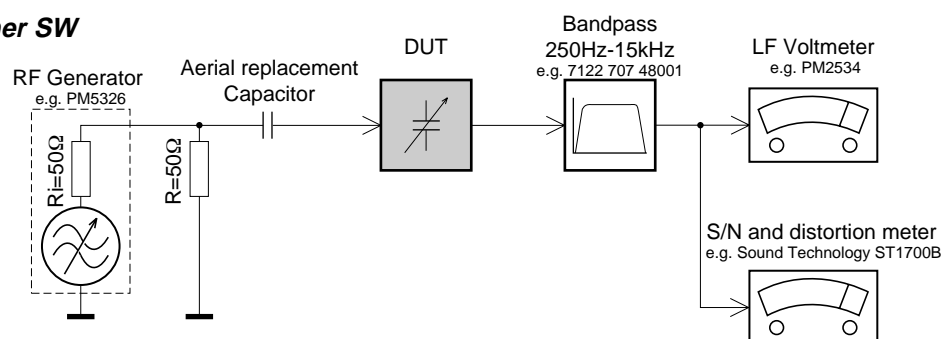 er SW
RF Generator
e.g. PM5326
Ri=50Ω
R=50Ω
Aerial replacement
Capacitor
DUT
Bandpass
250Hz-15kHz
e.g. 7122 707 48001
LF Voltmeter
e.g. PM2534
S/N and distortion meter
e.g. Sound Technology ST1700B